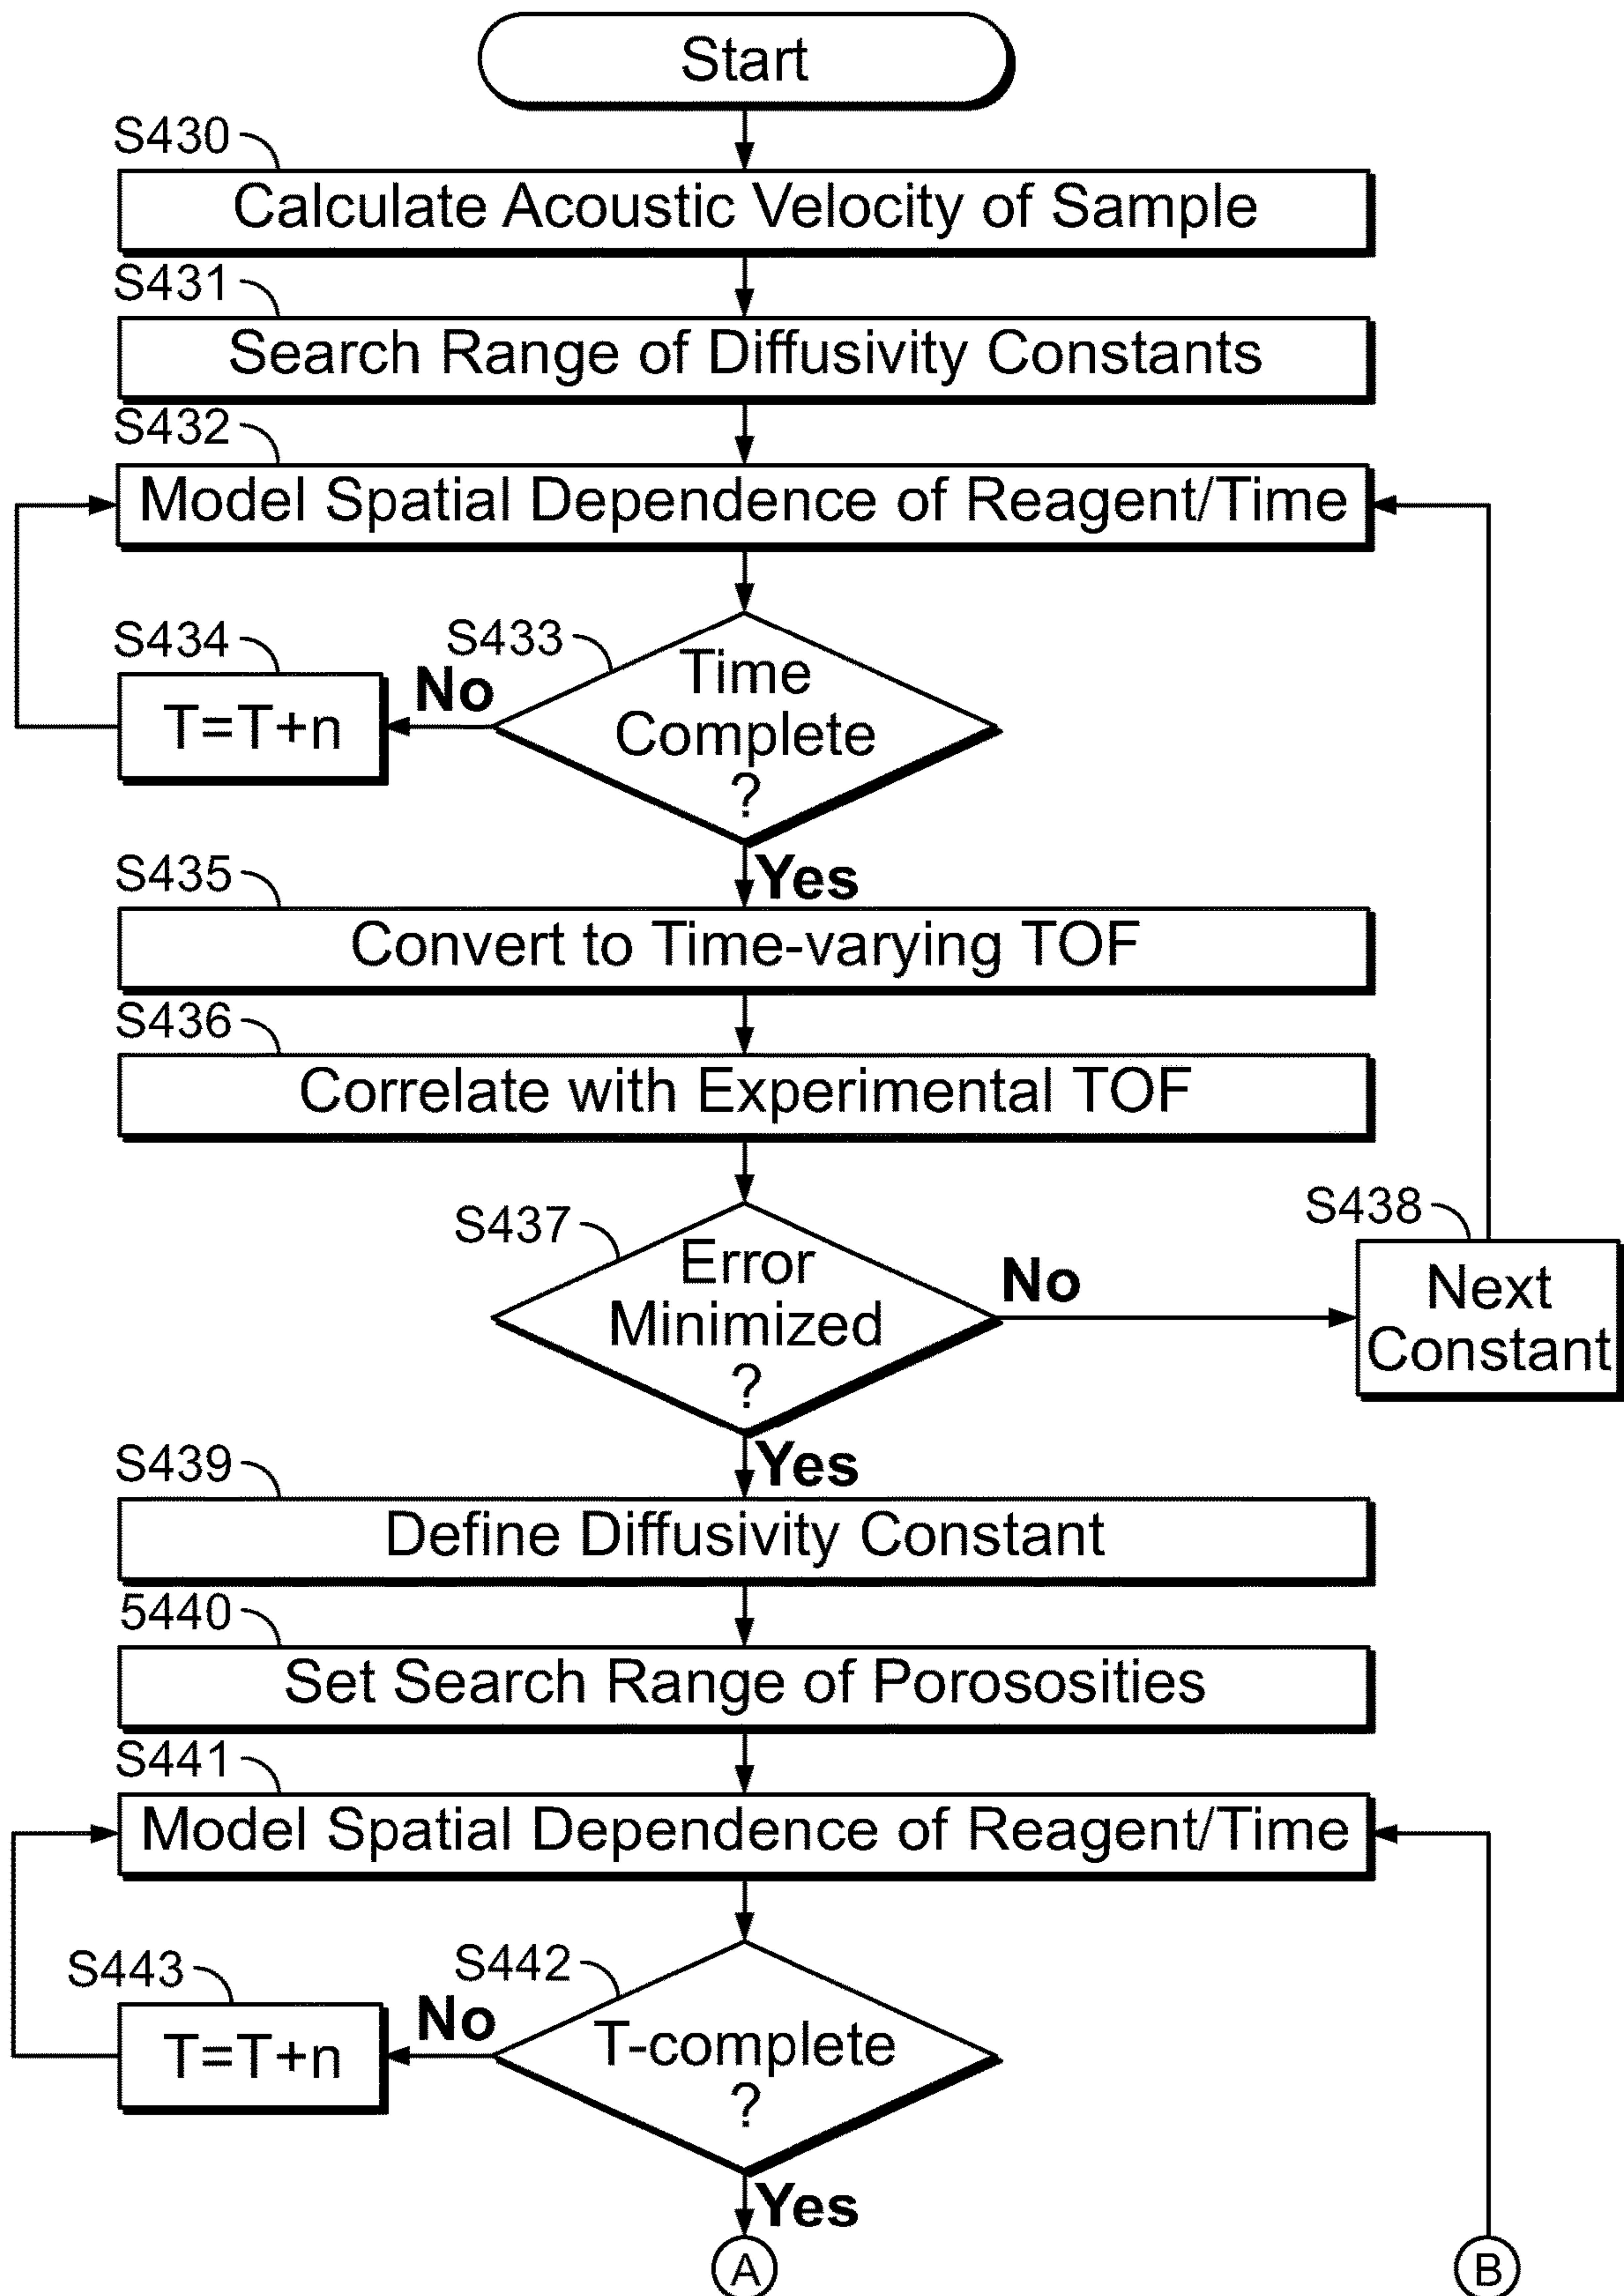 Start
S430
Calculate Acoustic Velocity of Sample
S431
Search Range of Diffusivity Constants
S432
Model Spatial Dependence of Reagent/Time
S433
Time
Complete
?
No
S434
T=T+n
Yes
S435
Convert to Time-varying TOF
S436
Correlate with Experimental TOF
S437
Error
Minimized
?
No
S438
Next
Constant
Yes
S439
Define Diffusivity Constant
5440
Set Search Range of Porososities
S441
Model Spatial Dependence of Reagent/Time
S442
T-complete
?
No
S443
T=T+n
Yes
A
B